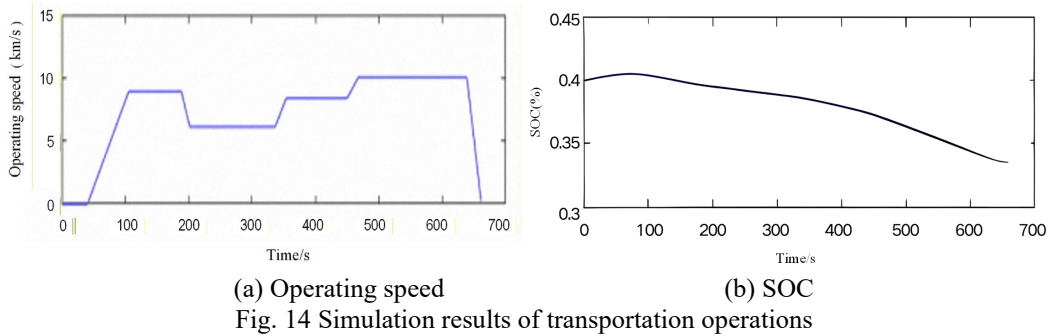 15
10
5
0
Operating speed ( km/s )
0 100 200 300 400 500 600 700
Time/s
0.45
0.4
0.35
0.3
SOC(%)
0 100 200 300 400 500 600 700
Time/s
(a) Operating speed (b) SOC
Fig. 14 Simulation results of transportation operations